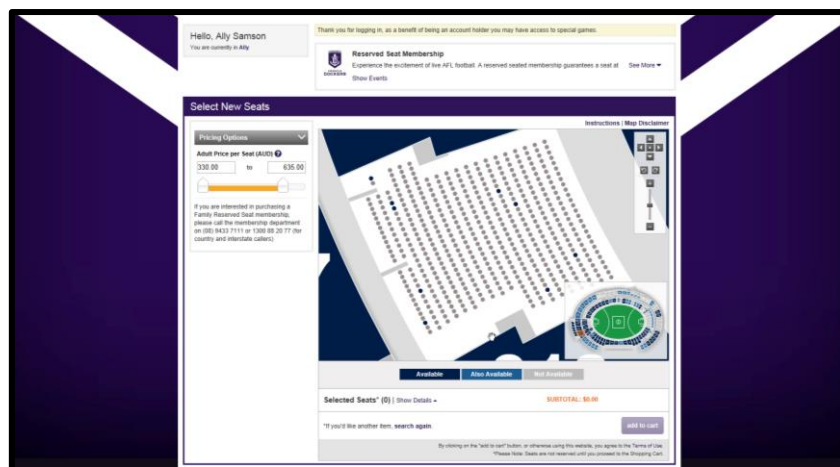 Hello, Ally Samson
You are currently in Ally
Thank you for logging in, as a benefit of being an account holder you may have access to special games.
Reserved Seat Membership
Experience the excitement of live AFL football. A reserved seated membership guarantees a seat at
See More
Show Events
DOCKERS
Select New Seats
Instructions | Map Disclaimer
Pricing Options
Adult Price per Seat (AUD)
330.00 to 635.00
If you are interested in purchasing a
Family Reserved Seat membership,
please call the membership department
on (08) 9433 7111 or 1300 88 20 77 (for
country and interstate callers)
Available
Also Available
Not Available
Selected Seats* (0) | Show Details
SUBTOTAL: $0.00
*If you'd like another item, search again.
add to cart
By clicking on the "add to cart" button, or otherwise using this website, you agree to the Terms of Use.
*Please Note: Seats are not reserved until you proceed to the Shopping Cart.